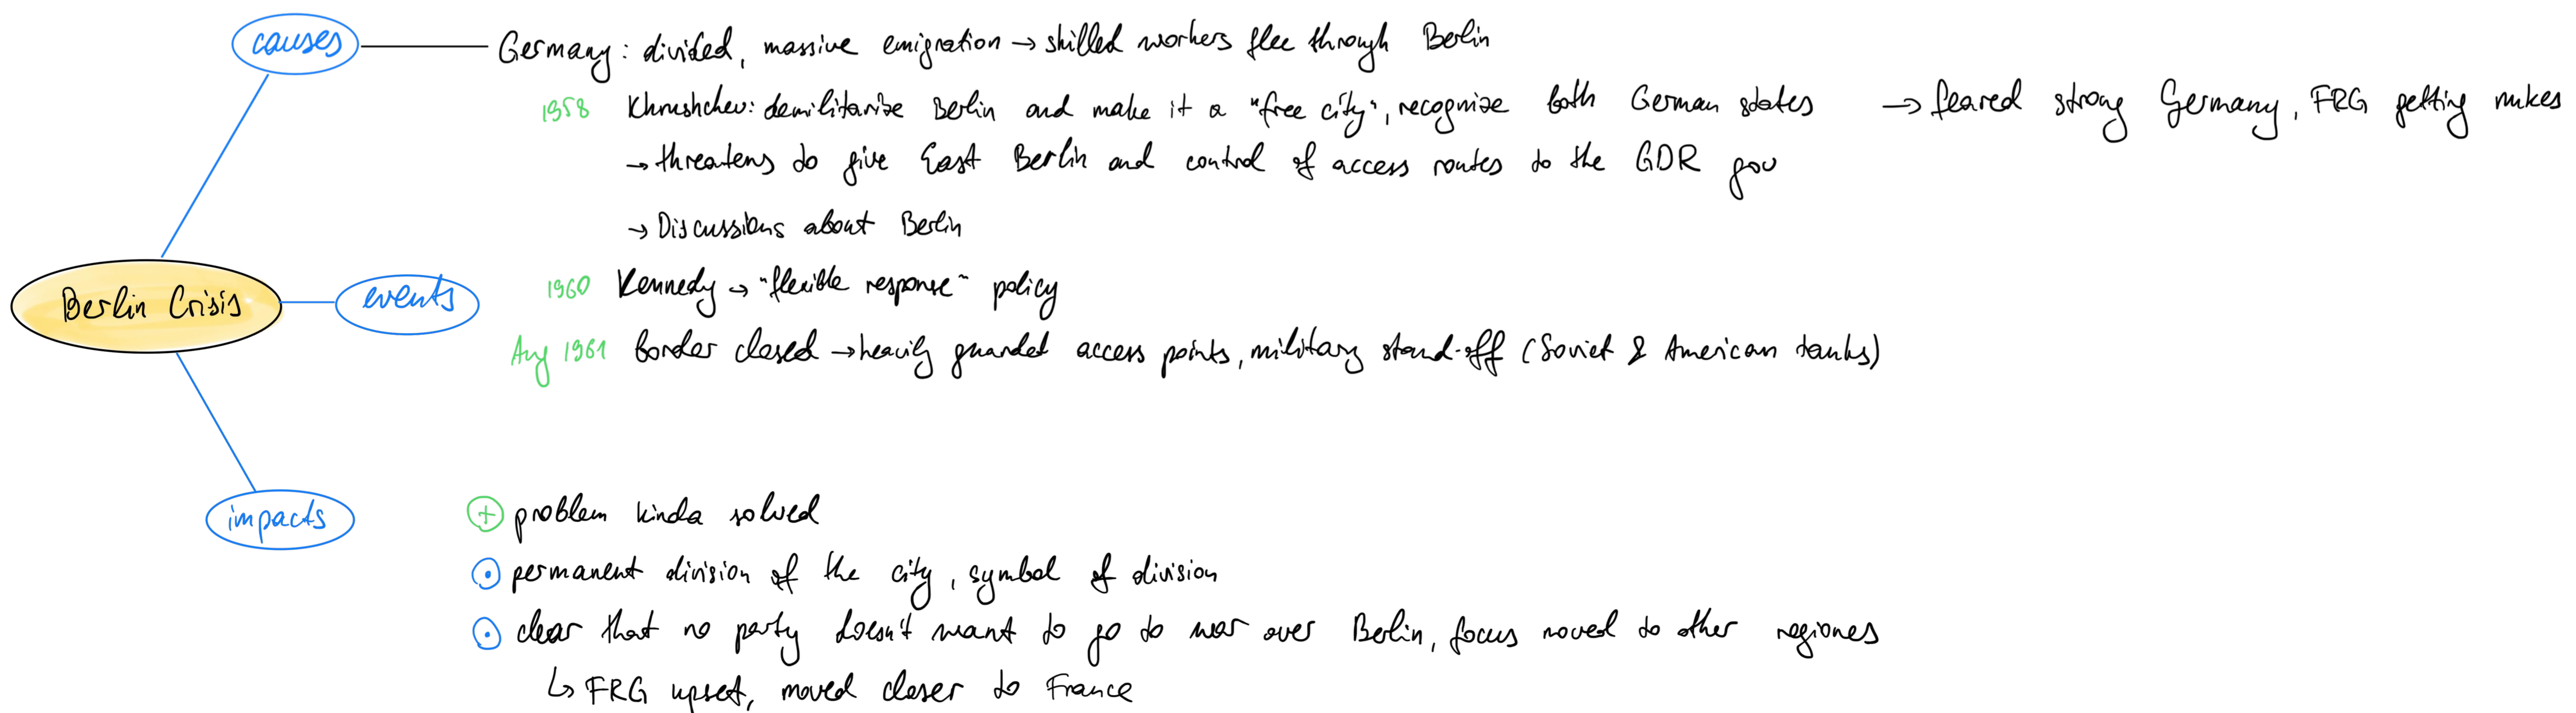 causes
Germany: divided, massive emigration → skilled workers flee through Berlin
1958 Khrushchev: demilitarize Berlin and make it a "free city", recognize both German states → feared strong Germany, FRG getting nukes
→ threatens to give East Berlin and control of access routes to the GDR gov
→ Discussions about Berlin
Berlin Crisis
events
1960 Kennedy → "flexible response" policy
Aug 1961 border closed → heavily guarded access points, military stand-off (Soviet & American tanks)
impacts
+ problem kinda solved
• permanent division of the city, symbol of division
• clear that no party doesn't want to go to war over Berlin, focus moved to other regiones
↳ FRG upset, moved closer to France